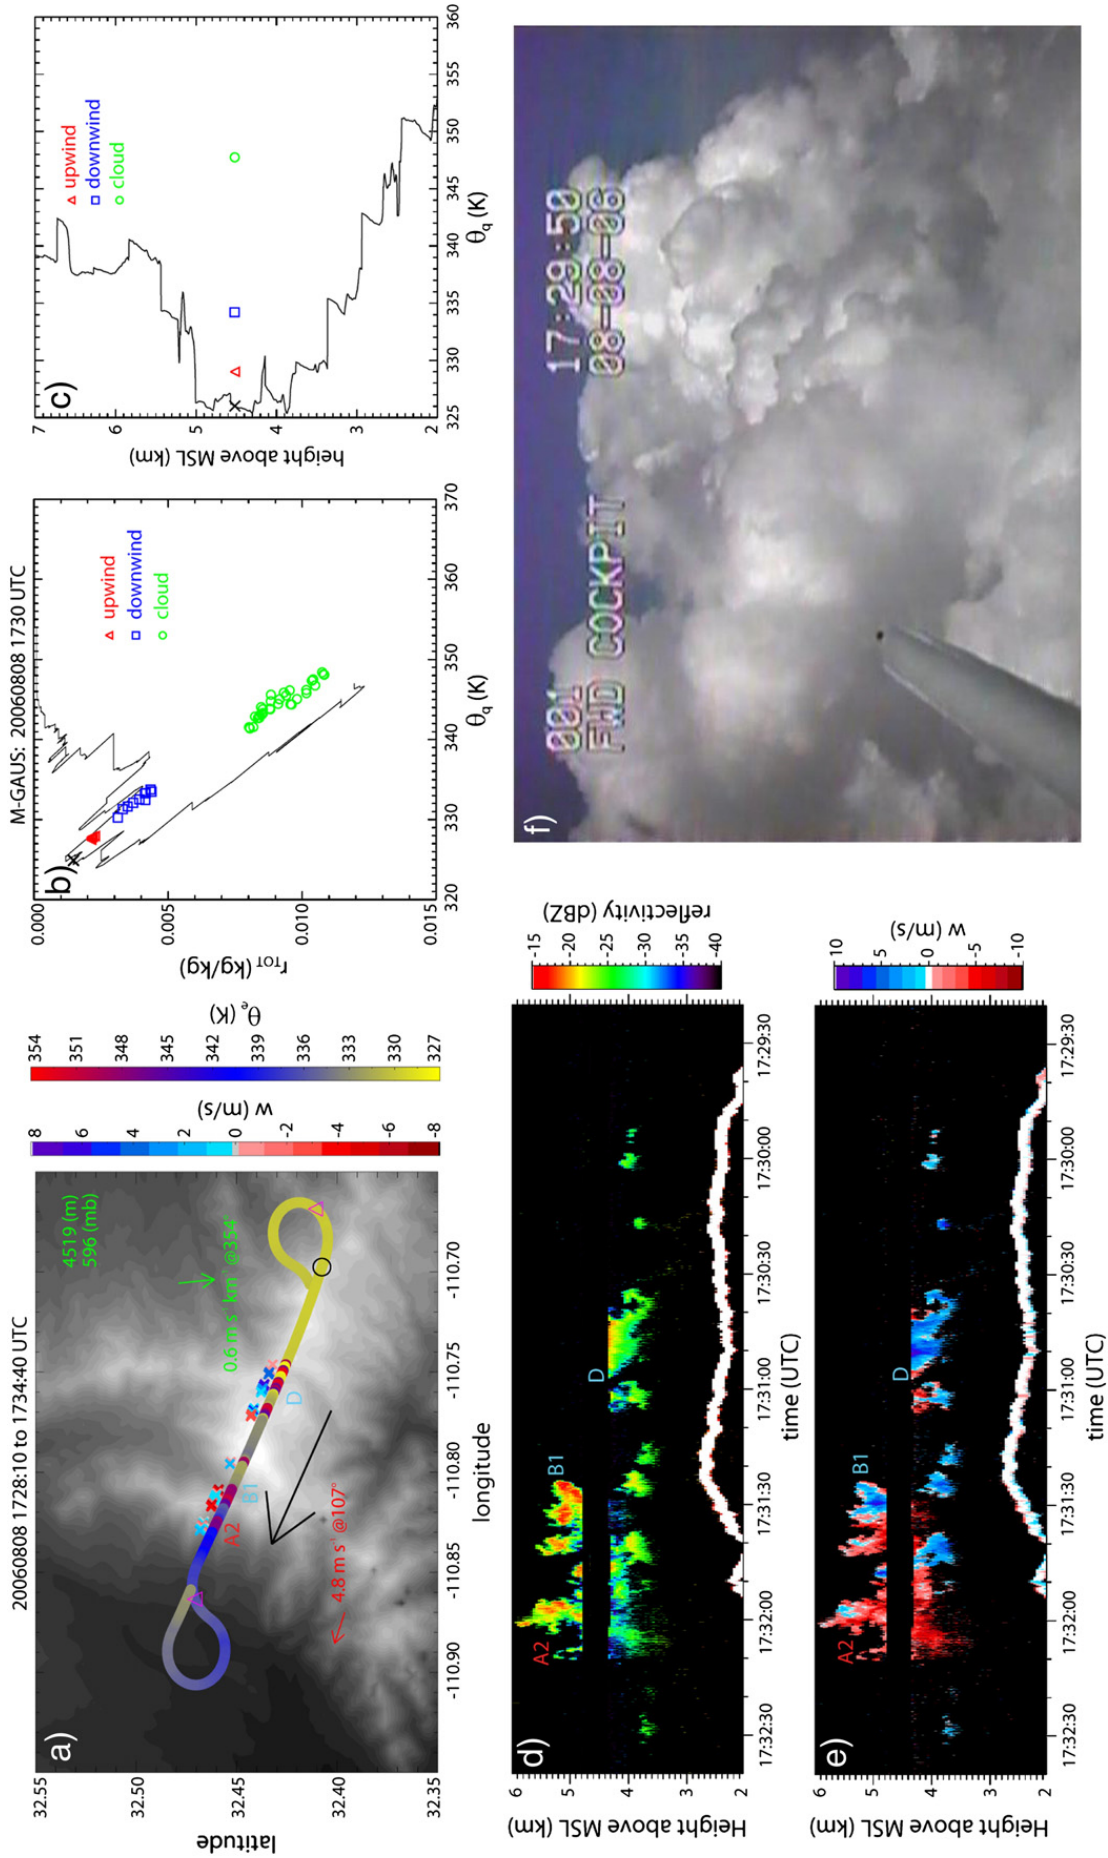 a)
20060808 1728:10 to 1734:40 UTC
4519 (m)
596 (mb)
0.6 m s⁻¹ km⁻¹ @354°
4.8 m s⁻¹ @107°
A2
B1
D
latitude
32.55
32.50
32.45
32.40
32.35
-110.90
-110.85
-110.80
-110.75
-110.70
longitude
w (m/s)
8
6
4
2
0
-2
-4
-6
-8
θe (K)
354
351
348
345
342
339
336
333
330
327
b)
M-GAUS: 20060808 1730 UTC
upwind
downwind
cloud
rTOT (kg/kg)
0.000
0.005
0.010
0.015
320
330
340
350
360
370
θq (K)
c)
upwind
downwind
cloud
height above MSL (km)
7
6
5
4
3
2
325
330
335
340
345
350
355
360
θq (K)
d)
A2
B1
D
Height above MSL (km)
6
5
4
3
2
17:32:30
17:32:00
17:31:30
17:31:00
17:30:30
17:30:00
17:29:30
time (UTC)
reflectivity (dBZ)
-15
-21
-25
-30
-35
-40
e)
A2
B1
D
Height above MSL (km)
6
5
4
3
2
17:32:30
17:32:00
17:31:30
17:31:00
17:30:30
17:30:00
17:29:30
time (UTC)
w (m/s)
10
5
0
-5
-10
f)
001 17:29:50
FWD COCKPIT 08-08-06